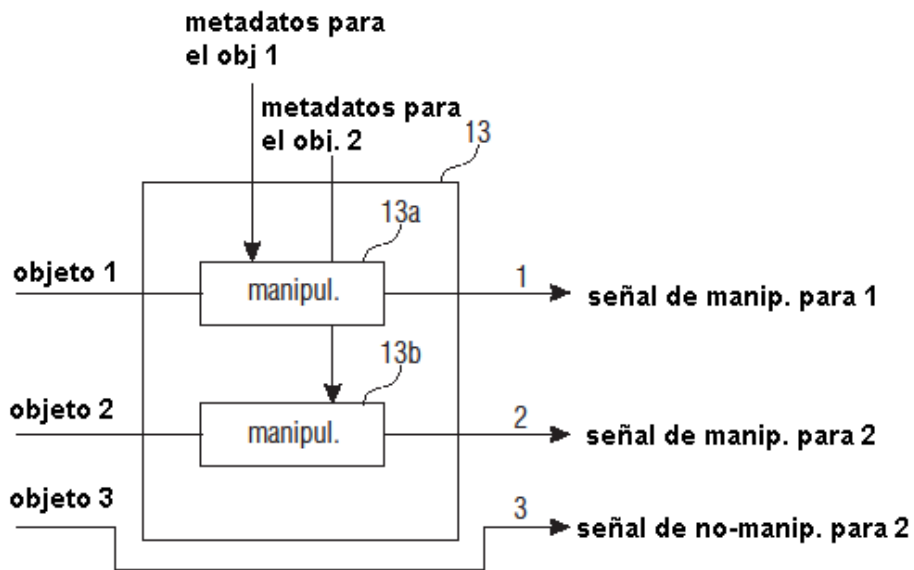 metadatos para
el obj 1
metadatos para
el obj. 2
13
13a
objeto 1
manipul.
1
señal de manip. para 1
13b
objeto 2
manipul.
2
señal de manip. para 2
objeto 3
3
señal de no-manip. para 2